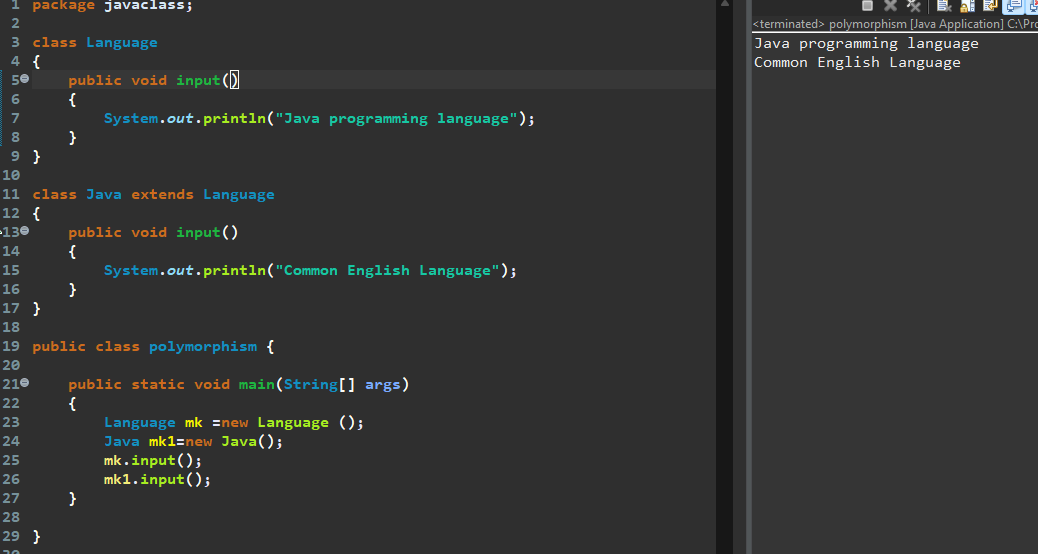 1 package javaclass;
2
3 class Language
4 {
5 public void input()
6 {
7 System.out.println("Java programming language");
8 }
9 }
10
11 class Java extends Language
12 {
13 public void input()
14 {
15 System.out.println("Common English Language");
16 }
17 }
18
19 public class polymorphism {
20
21 public static void main(String[] args)
22 {
23 Language mk =new Language ();
24 Java mk1=new Java();
25 mk.input();
26 mk1.input();
27 }
28
29 }
<terminated> polymorphism [Java Application] C:\Pro
Java programming language
Common English Language